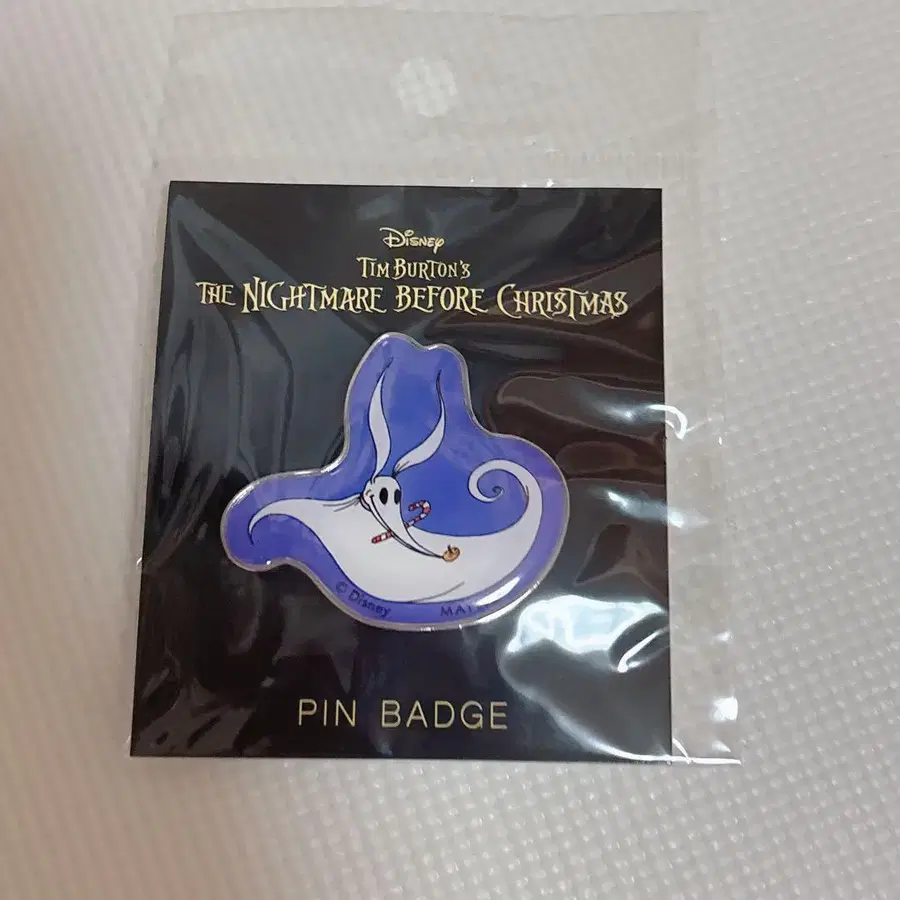 Disney
TIM BURTON'S
THE NIGHTMARE BEFORE CHRISTMAS
© Disney
PIN BADGE